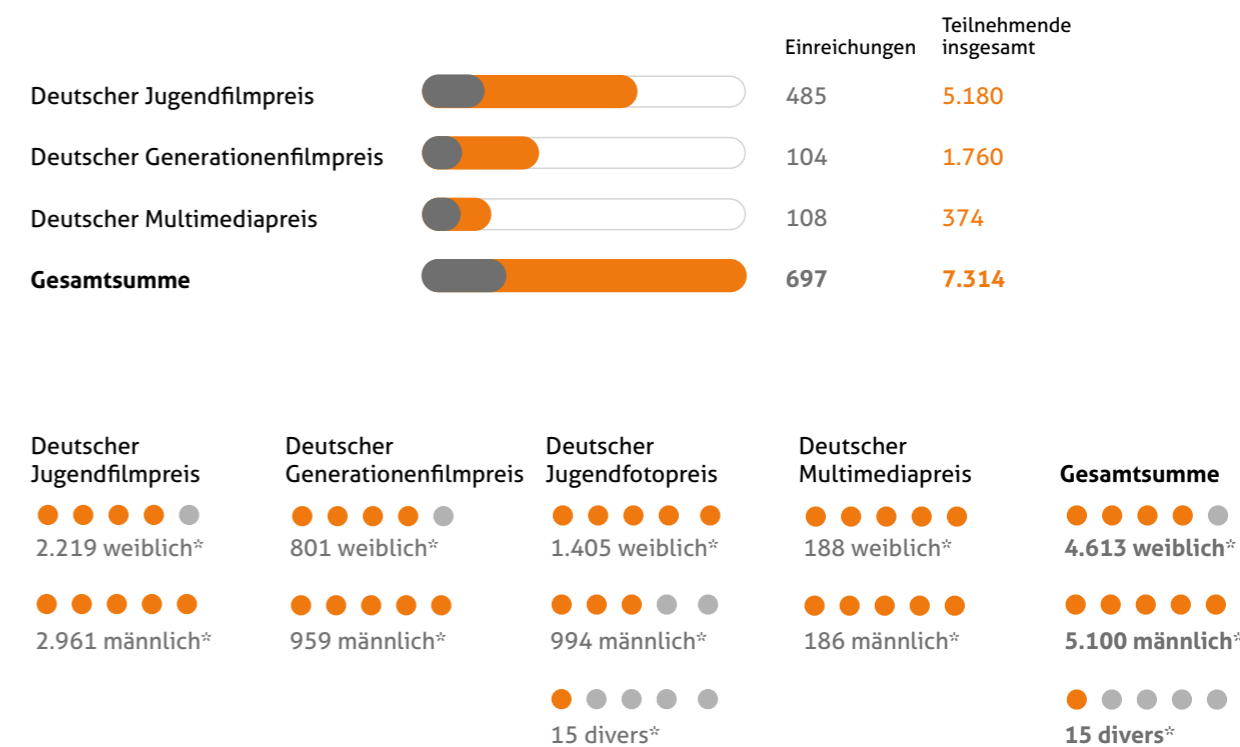 Einreichungen
Teilnehmende
insgesamt
Deutscher Jugendfilmpreis 485 5.180
Deutscher Generationenfilmpreis 104 1.760
Deutscher Multimediapreis 108 374
Gesamtsumme 697 7.314
Deutscher
Jugendfilmpreis
2.219 weiblich*
2.961 männlich*
Deutscher
Generationenfilmpreis
801 weiblich*
959 männlich*
Deutscher
Jugendfotopreis
1.405 weiblich*
994 männlich*
15 divers*
Deutscher
Multimediapreis
188 weiblich*
186 männlich*
Gesamtsumme
4.613 weiblich*
5.100 männlich*
15 divers*